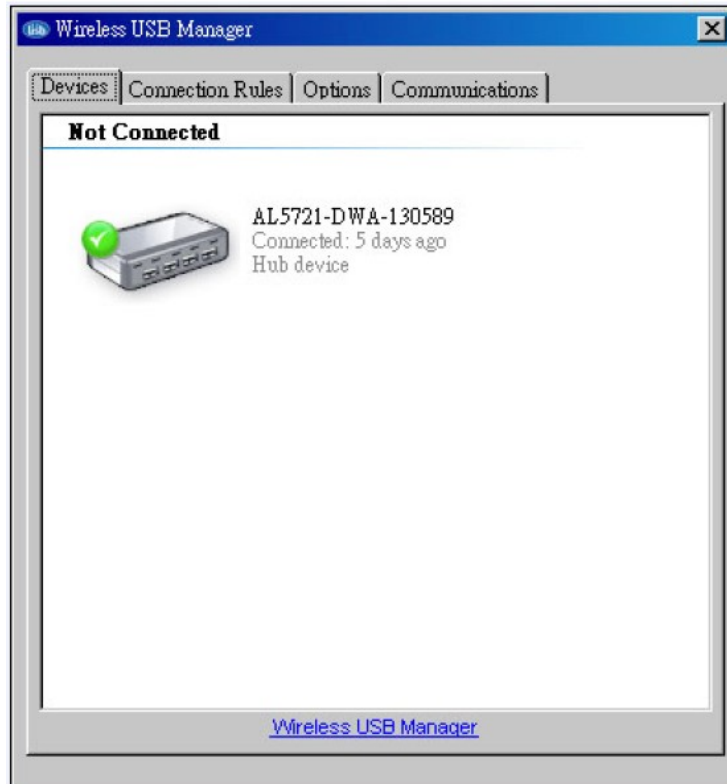 Wireless USB Manager
Devices
Connection Rules
Options
Communications
Not Connected
AL5721-DWA-130589
Connected: 5 days ago
Hub device
Wireless USB Manager